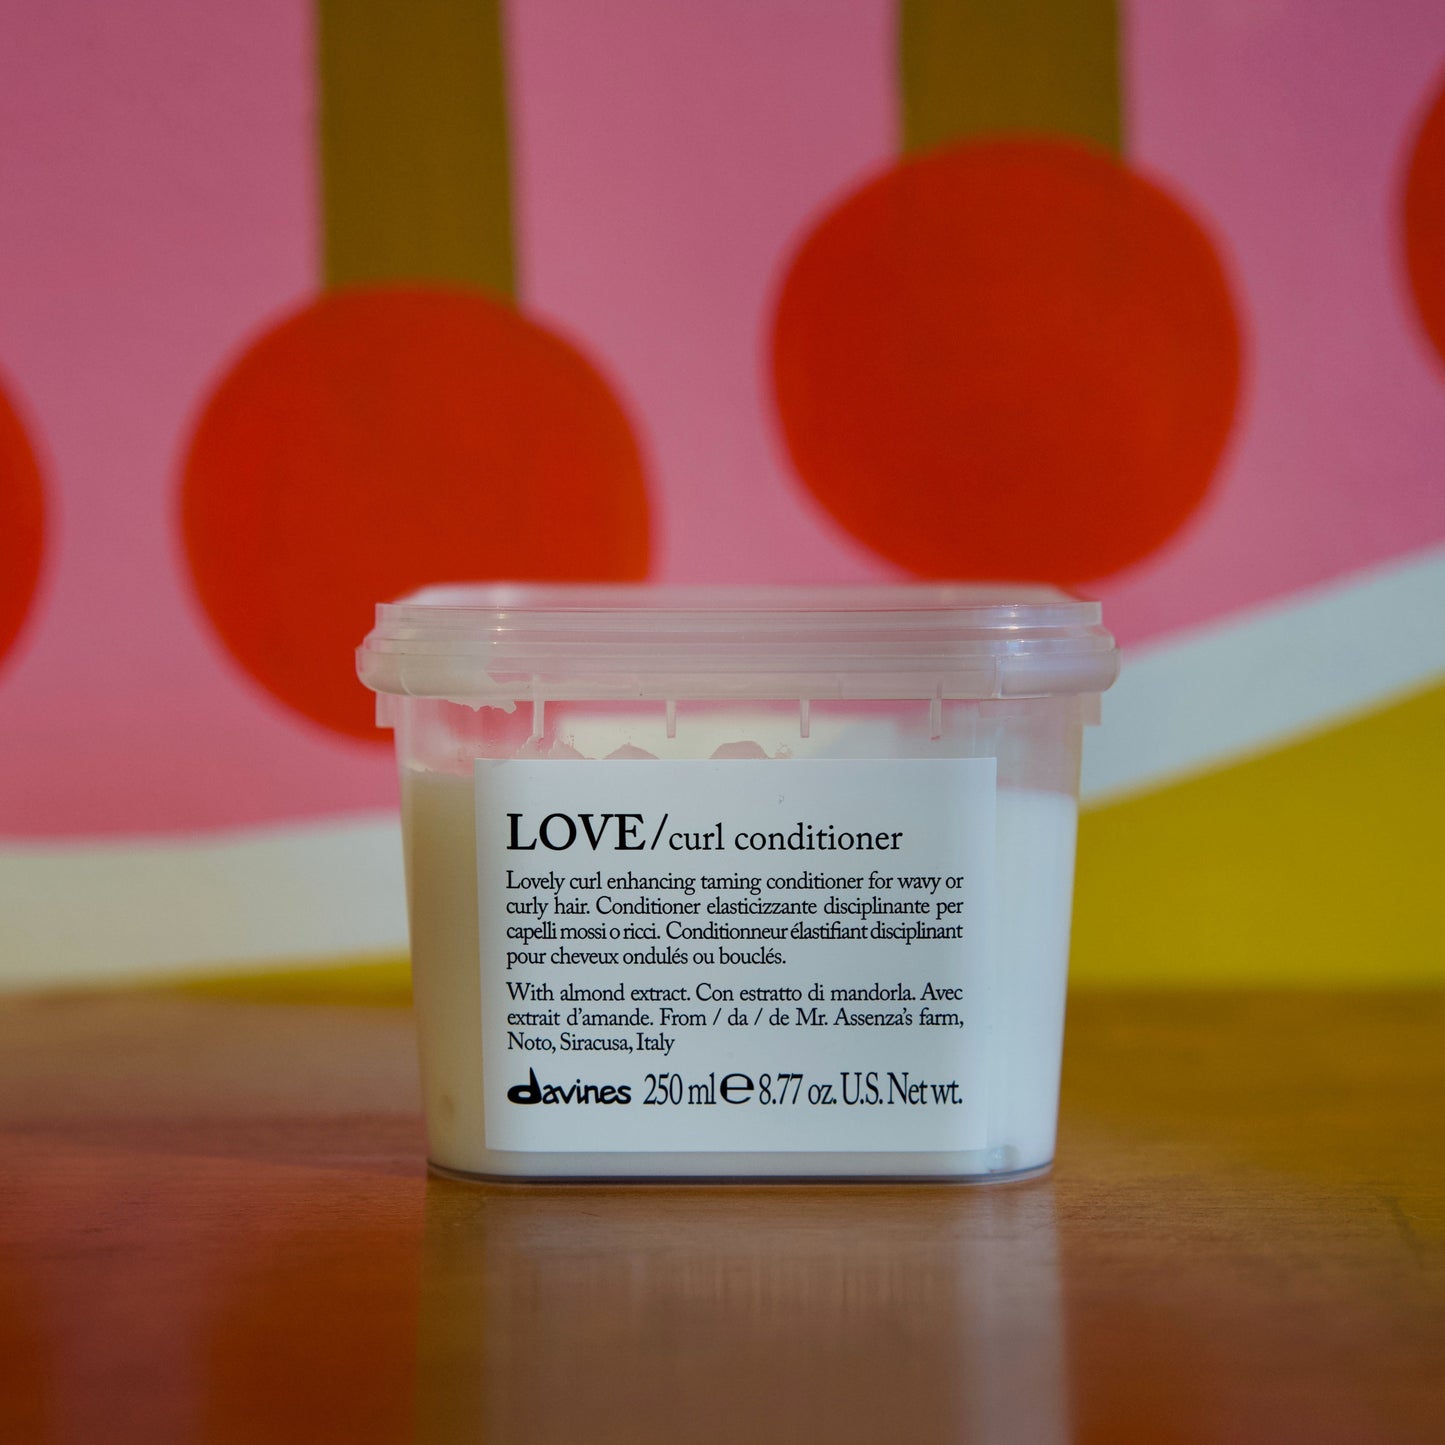 LOVE/curl conditioner
Lovely curl enhancing taming conditioner for wavy or
curly hair. Conditioner elasticizzante disciplinante per
capelli mossi o ricci. Conditionneur élastifiant disciplinant
pour cheveux ondulés ou bouclés.
With almond extract. Con estratto di mandorla. Avec
extrait d'amande. From / da / de Mr. Assenza's farm,
Noto, Siracusa, Italy
davines 250 ml ℮ 8.77 oz. U.S. Net wt.